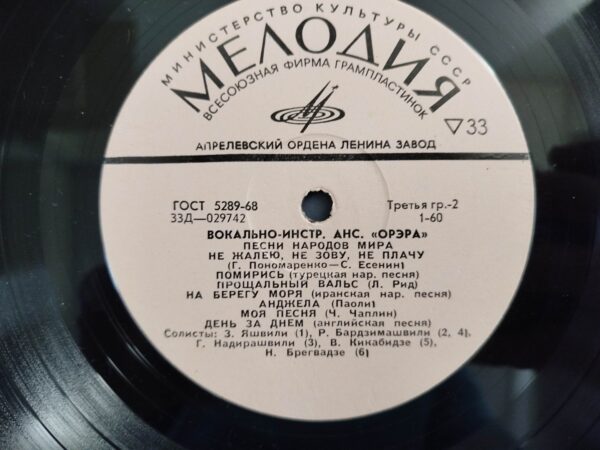 МИНИСТЕРСТВО КУЛЬТУРЫ СССР
МЕЛОДИЯ
ВСЕСОЮЗНАЯ ФИРМА ГРАМПЛАСТИНОК
▽33
АПРЕЛЕВСКИЙ ОРДЕНА ЛЕНИНА ЗАВОД
ГОСТ 5289-68 Третья гр.-2
33Д—029742 1-60
ВОКАЛЬНО-ИНСТР. АНС. «ОРЭРА»
ПЕСНИ НАРОДОВ МИРА
НЕ ЖАЛЕЮ, НЕ ЗОВУ, НЕ ПЛАЧУ
(Г. Пономаренко—С. Есенин)
ПОМИРИСЬ (турецкая нар. песня)
ПРОЩАЛЬНЫЙ ВАЛЬС (Л. Рид)
НА БЕРЕГУ МОРЯ (иранская нар. песня)
АНДЖЕЛА (Паоли)
МОЯ ПЕСНЯ (Ч. Чаплин)
ДЕНЬ ЗА ДНЕМ (английская песня)
Солисты: З. Яшвили (1), Р. Бардзимашвили (2, 4),
Г. Надирашвили (3), В. Кикабидзе (5),
Н. Брегвадзе (6)